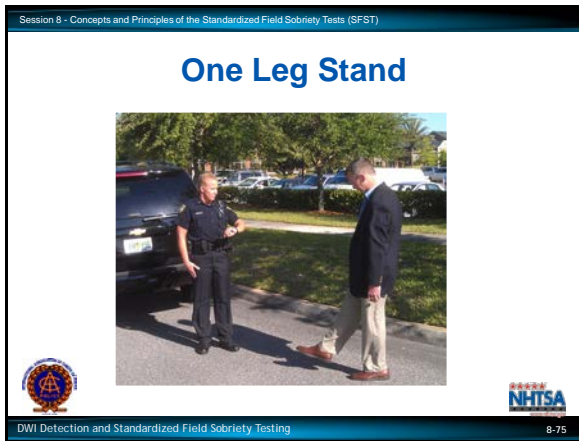 Session 8 - Concepts and Principles of the Standardized Field Sobriety Tests (SFST)
One Leg Stand
NHTSA
DWI Detection and Standardized Field Sobriety Testing
8-75